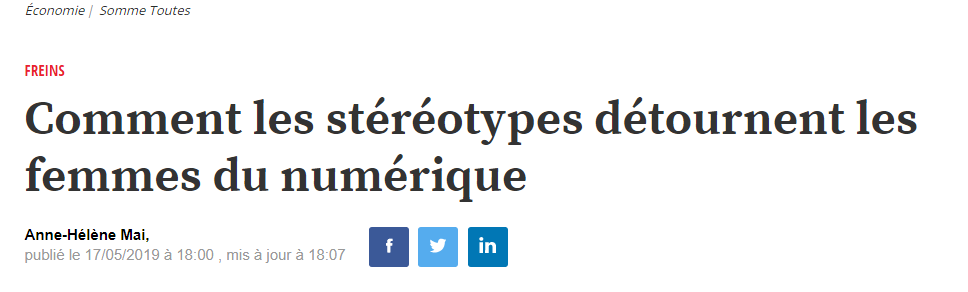 Économie | Somme Toutes
FREINS
Comment les stéréotypes détournent les
femmes du numérique
Anne-Hélène Mai,
publié le 17/05/2019 à 18:00 , mis à jour à 18:07
f
in